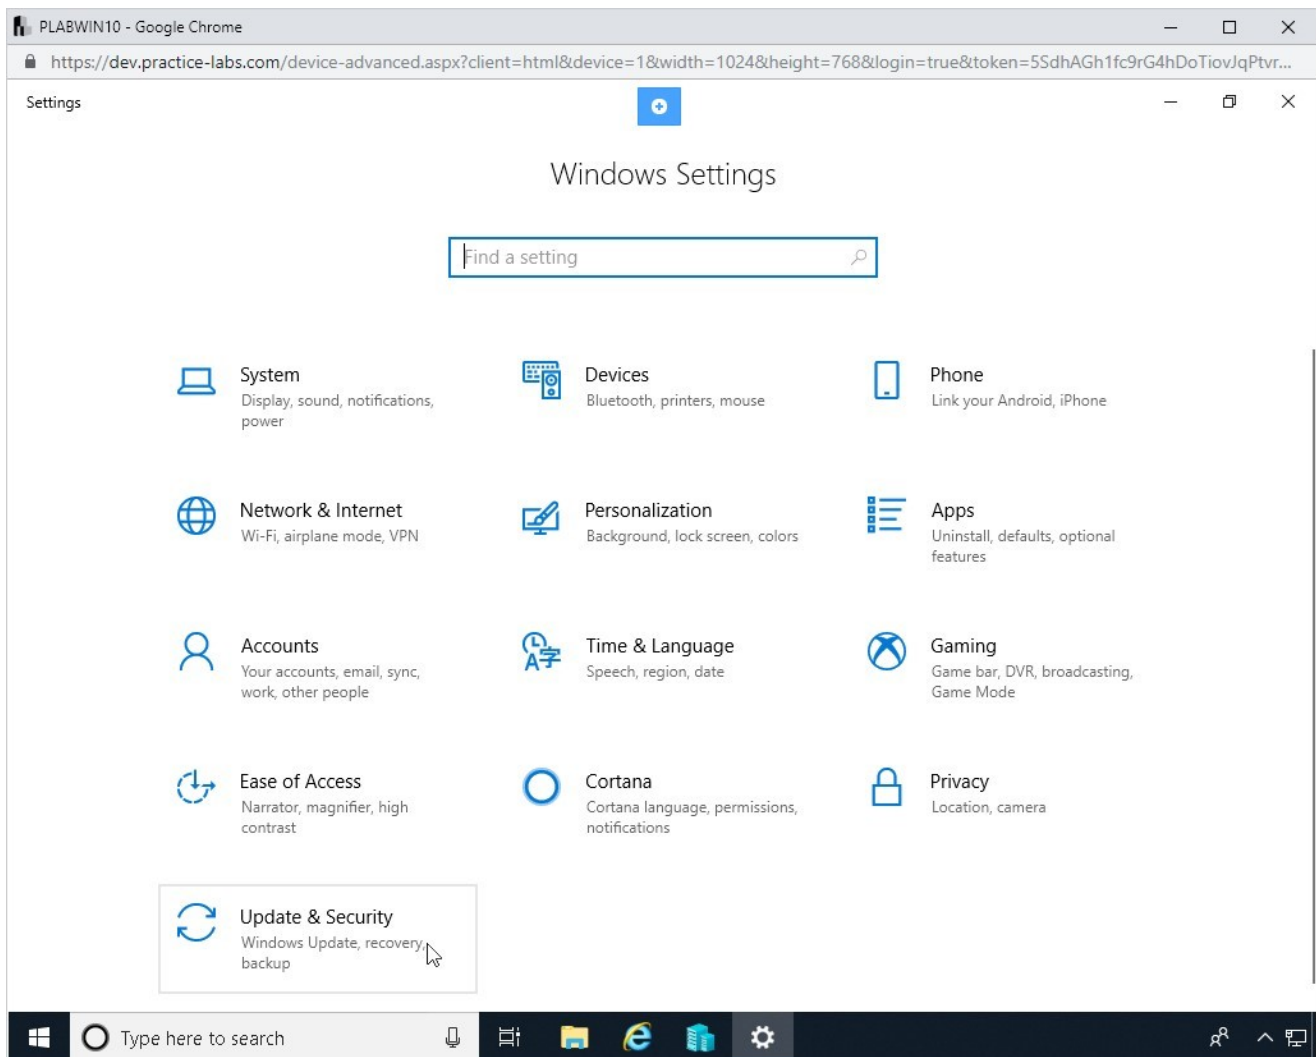 PLABWIN10 - Google Chrome
https://dev.practice-labs.com/device-advanced.aspx?client=html&device=1&width=1024&height=768&login=true&token=5SdhAGh1fc9rG4hDoTiovJqPtvr...
Settings
Windows Settings
Find a setting
System
Display, sound, notifications,
power
Devices
Bluetooth, printers, mouse
Phone
Link your Android, iPhone
Network & Internet
Wi-Fi, airplane mode, VPN
Personalization
Background, lock screen, colors
Apps
Uninstall, defaults, optional
features
Accounts
Your accounts, email, sync,
work, other people
Time & Language
Speech, region, date
Gaming
Game bar, DVR, broadcasting,
Game Mode
Ease of Access
Narrator, magnifier, high
contrast
Cortana
Cortana language, permissions,
notifications
Privacy
Location, camera
Update & Security
Windows Update, recovery,
backup
Type here to search